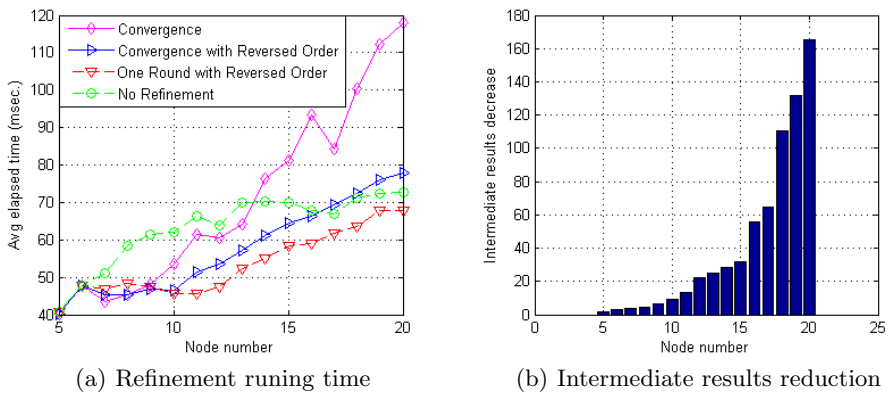 120
110
100
90
80
70
60
50
40
Avg elapsed time (msec.)
Convergence
Convergence with Reversed Order
One Round with Reversed Order
No Refinement
5
10
15
20
Node number
(a) Refinement runing time
180
160
140
120
100
80
60
40
20
0
Intermediate results decrease
0
5
10
15
20
25
Node number
(b) Intermediate results reduction